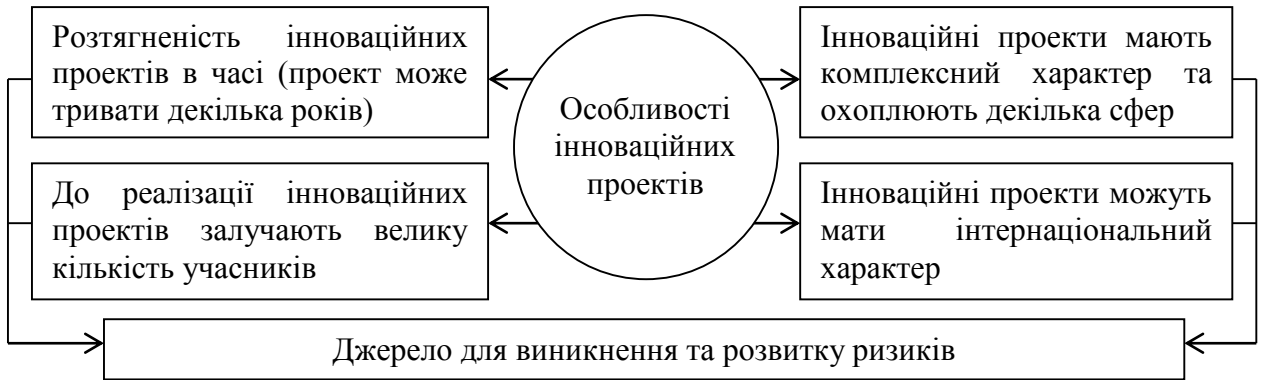 Розтягненість інноваційних
проектів в часі (проект може
тривати декілька років)
Особливості
інноваційних
проектів
Інноваційні проекти мають
комплексний характер та
охоплюють декілька сфер
До реалізації інноваційних
проектів залучають велику
кількість учасників
Інноваційні проекти можуть
мати інтернаціональний
характер
Джерело для виникнення та розвитку ризиків